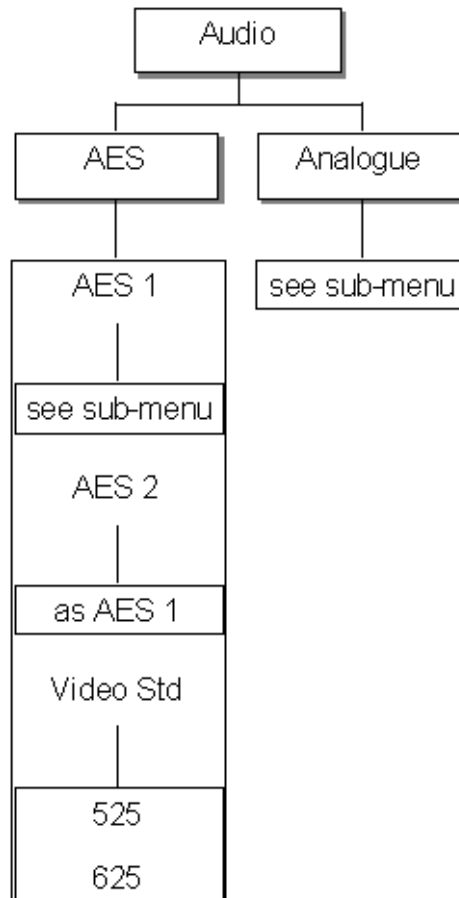 Audio
AES
Analogue
AES 1
see sub-menu
see sub-menu
AES 2
as AES 1
Video Std
525
625